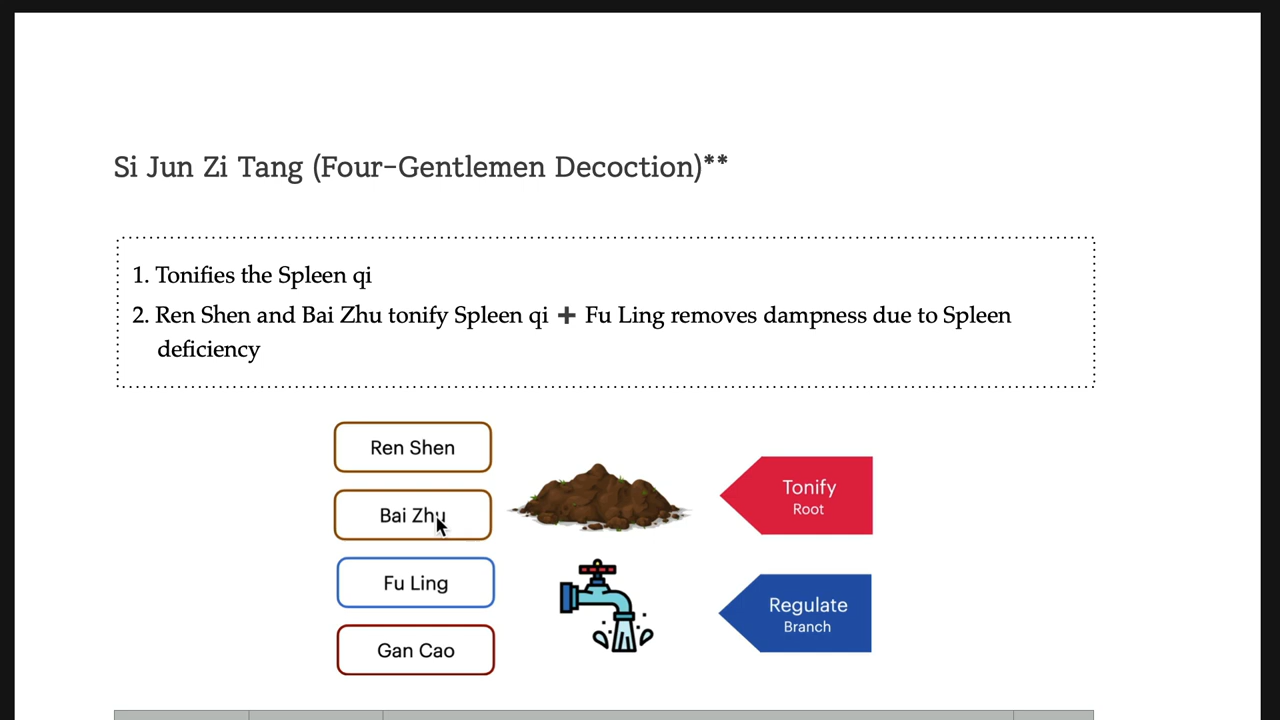 Si Jun Zi Tang (Four-Gentlemen Decoction)**
1. Tonifies the Spleen qi
2. Ren Shen and Bai Zhu tonify Spleen qi ➕ Fu Ling removes dampness due to Spleen
deficiency
Ren Shen
Bai Zhu
Fu Ling
Gan Cao
Tonify
Root
Regulate
Branch